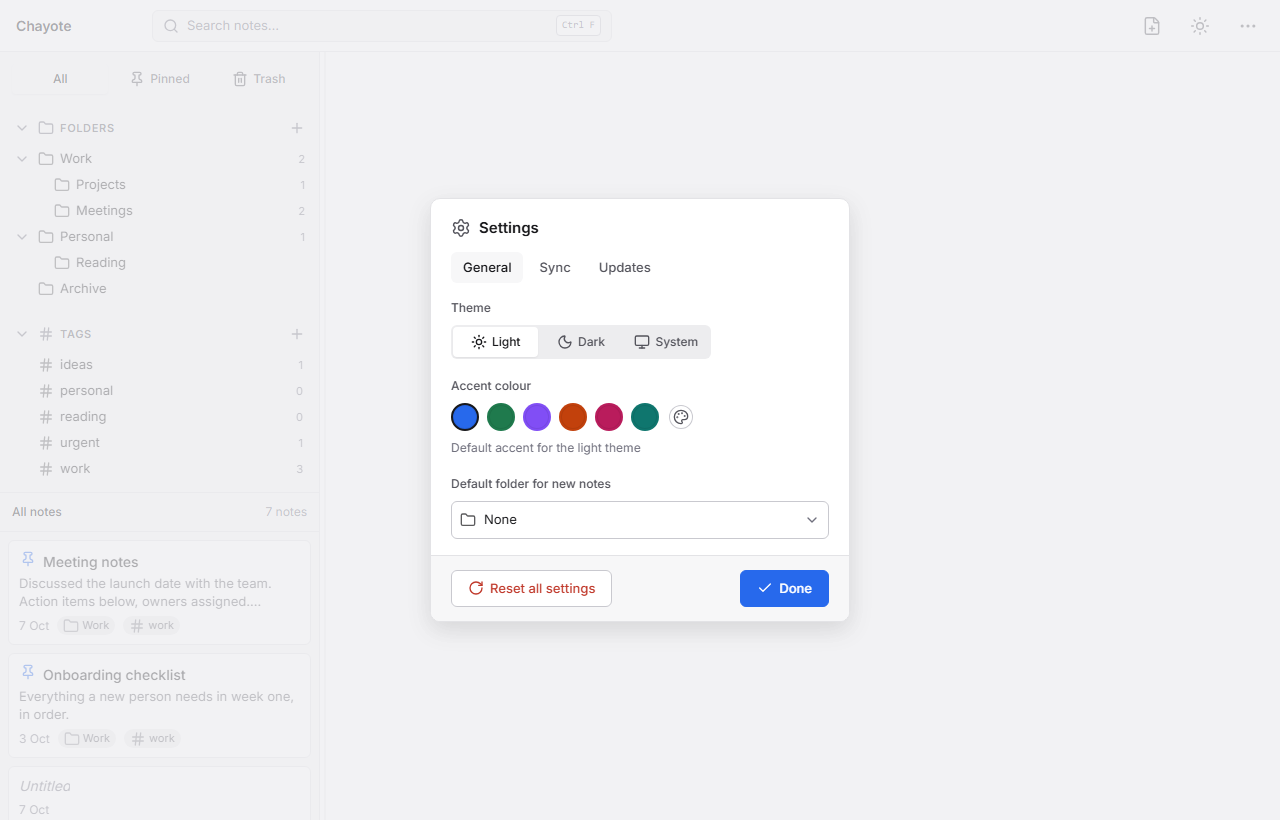 Chayote
Search notes...
Ctrl F
All
Pinned
Trash
FOLDERS
Work 2
Projects 1
Meetings 2
Personal 1
Reading
Archive
TAGS
ideas 1
personal 0
reading 0
urgent 1
work 3
All notes 7 notes
Meeting notes
Discussed the launch date with the team.
Action items below, owners assigned....
7 Oct Work work
Onboarding checklist
Everything a new person needs in week one,
in order.
3 Oct Work work
Untitled
7 Oct
Settings
General Sync Updates
Theme
Light Dark System
Accent colour
Default accent for the light theme
Default folder for new notes
None
Reset all settings
Done